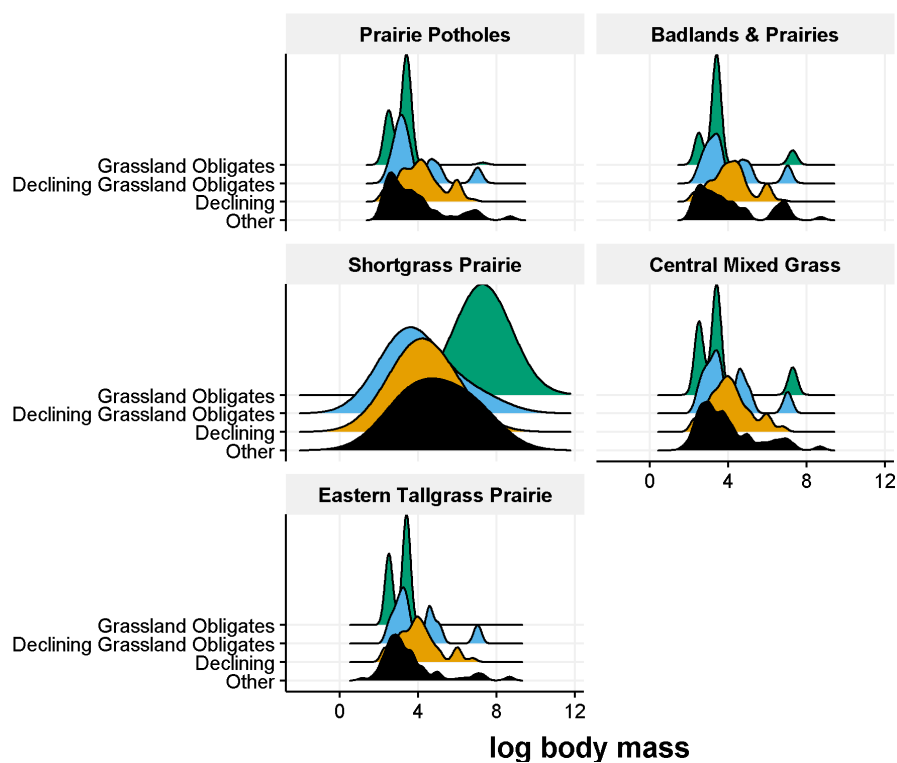 Prairie Potholes
Badlands & Prairies
Grassland Obligates
Declining Grassland Obligates
Declining
Other
Shortgrass Prairie
Central Mixed Grass
Grassland Obligates
Declining Grassland Obligates
Declining
Other
0 4 8 12
Eastern Tallgrass Prairie
Grassland Obligates
Declining Grassland Obligates
Declining
Other
0 4 8 12
log body mass